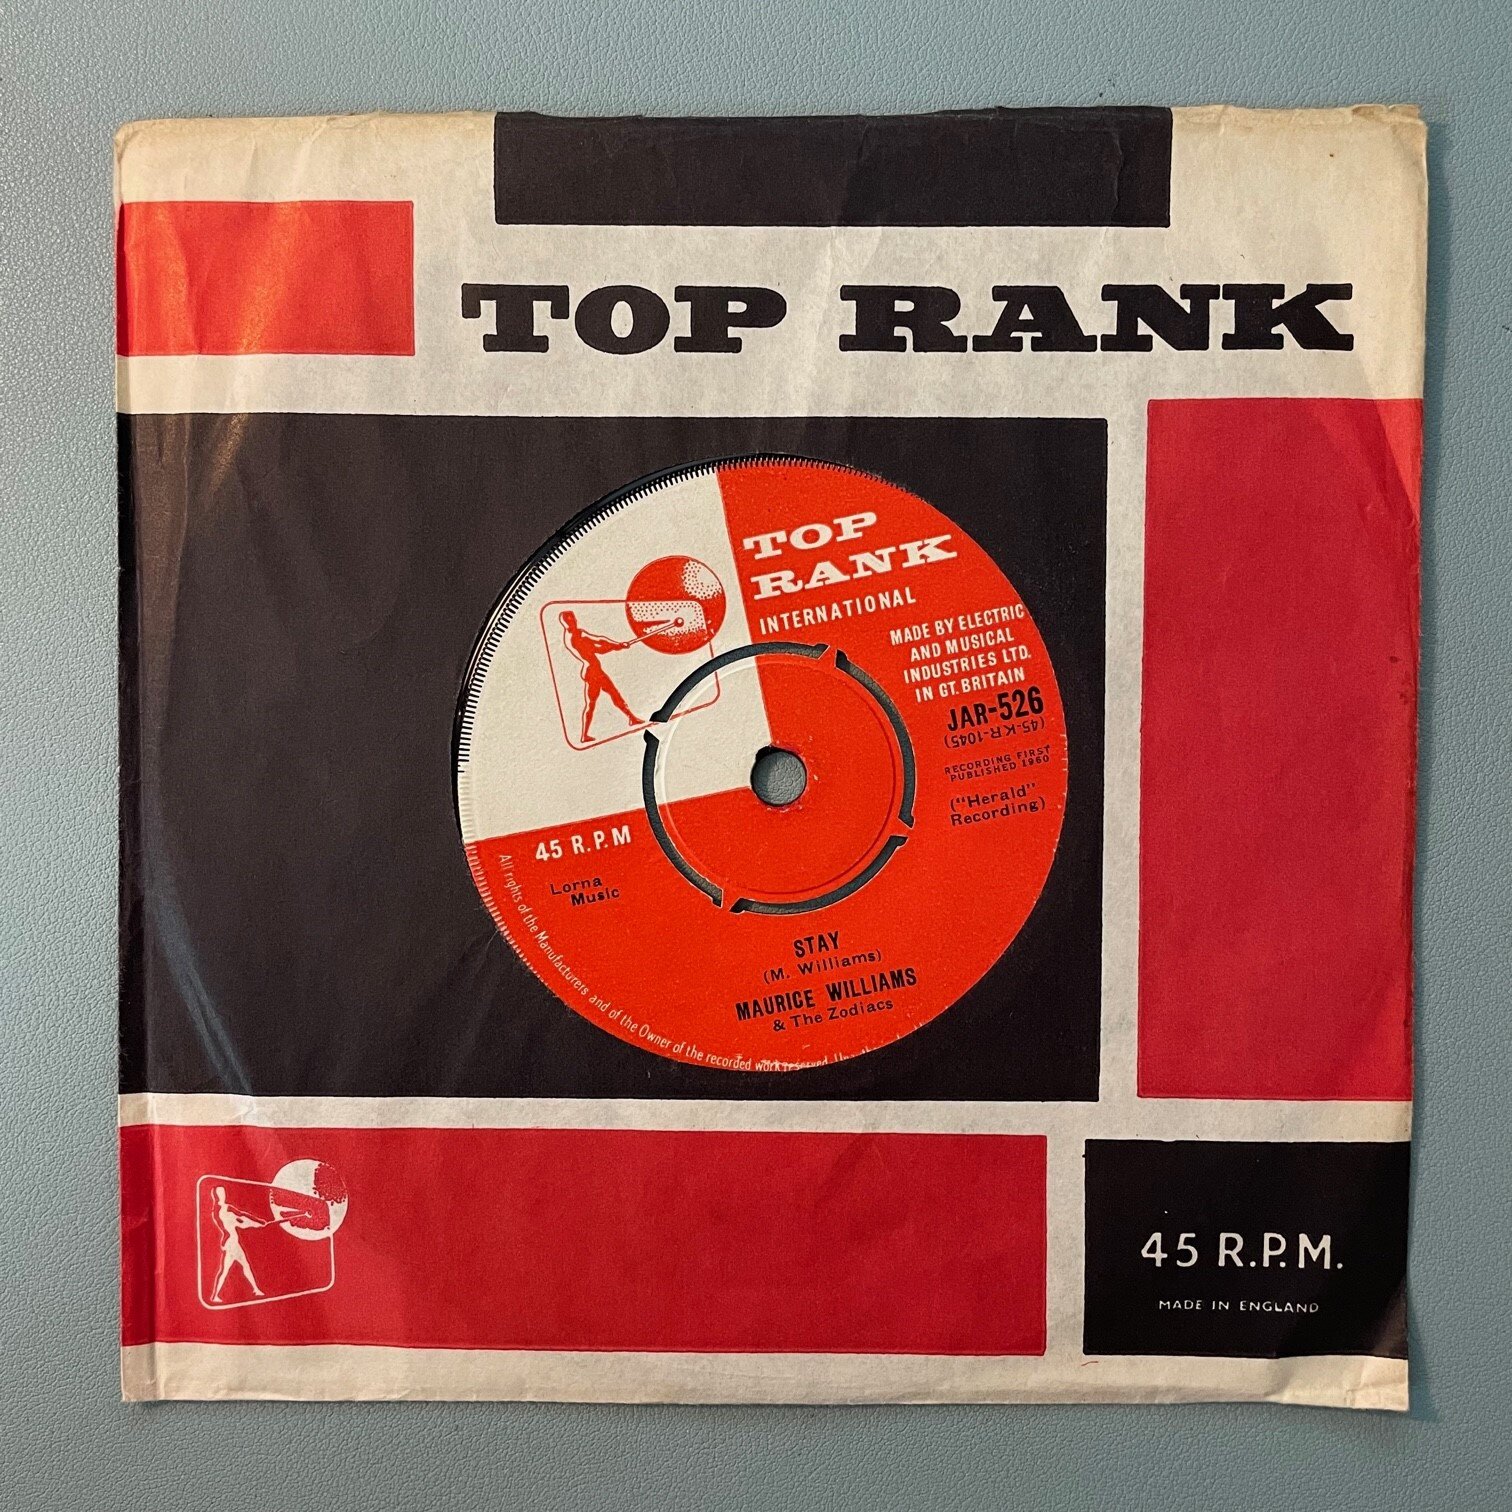 TOP RANK
TOP
RANK
INTERNATIONAL
MADE BY ELECTRIC
AND MUSICAL
INDUSTRIES LTD.
IN GT. BRITAIN
JAR-526
(45-KR-1045)
RECORDING FIRST
PUBLISHED 1960
("Herald"
Recording)
45 R.P.M
Lorna
Music
STAY
(M. Williams)
MAURICE WILLIAMS
& The Zodiacs
All rights of the Manufacturers and of the Owner of the recorded work reserved
45 R.P.M.
MADE IN ENGLAND